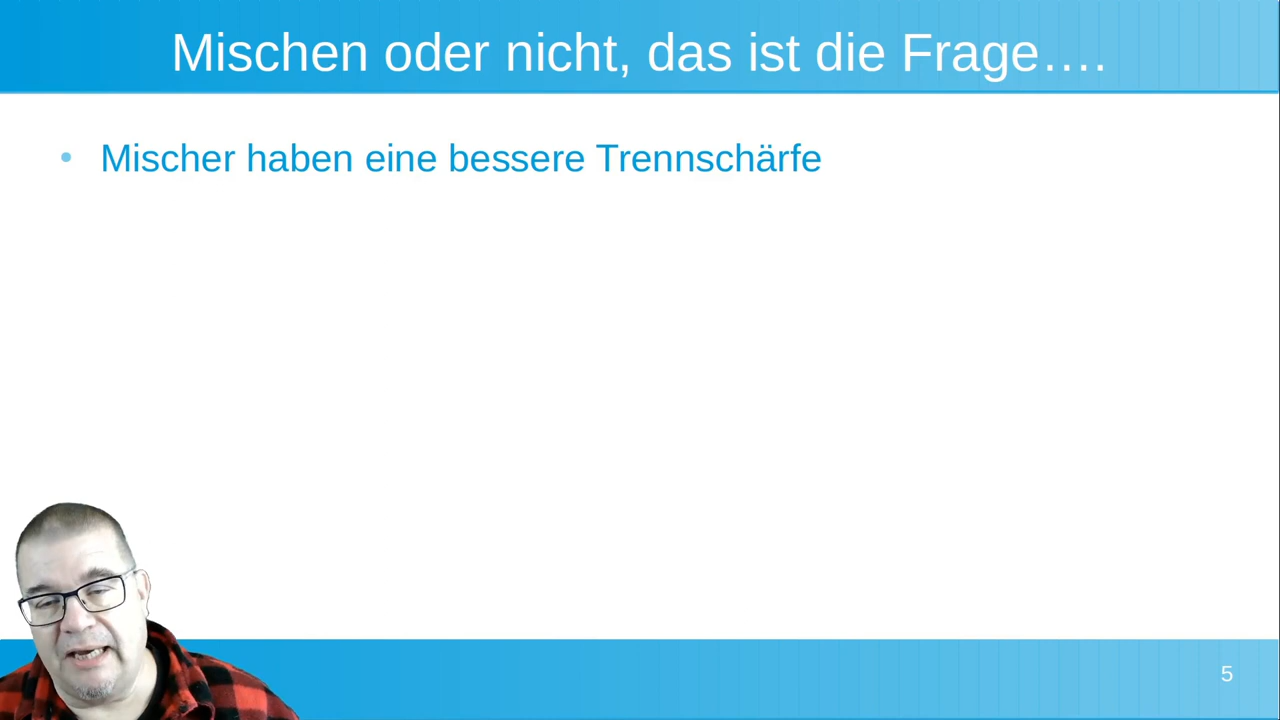 Mischen oder nicht, das ist die Frage….
• Mischer haben eine bessere Trennschärfe
5